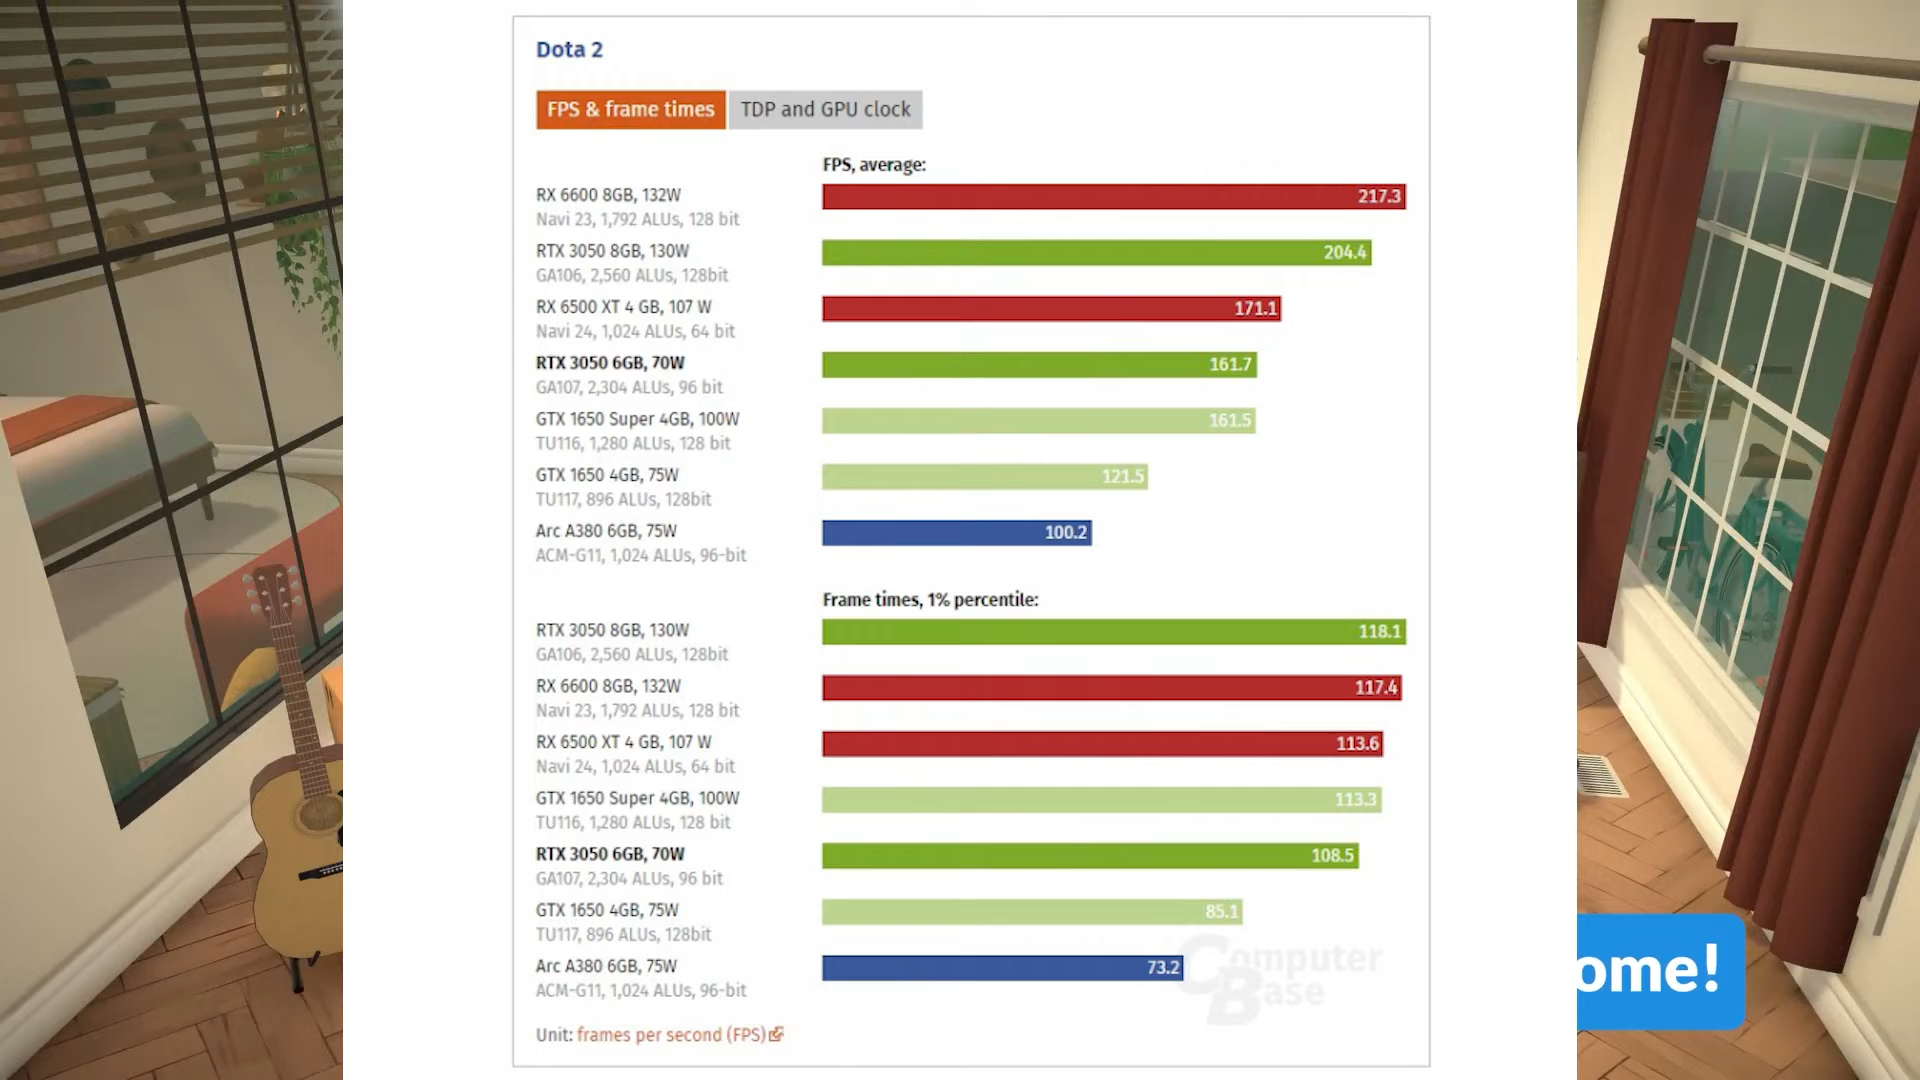 Dota 2
FPS & frame times
TDP and GPU clock
FPS, average:
RX 6600 8GB, 132W
Navi 23, 1,792 ALUs, 128 bit
217.3
RTX 3050 8GB, 130W
GA106, 2,560 ALUs, 128bit
204.4
RX 6500 XT 4 GB, 107 W
Navi 24, 1,024 ALUs, 64 bit
171.1
RTX 3050 6GB, 70W
GA107, 2,304 ALUs, 96 bit
161.7
GTX 1650 Super 4GB, 100W
TU116, 1,280 ALUs, 128 bit
161.5
GTX 1650 4GB, 75W
TU117, 896 ALUs, 128bit
121.5
Arc A380 6GB, 75W
ACM-G11, 1,024 ALUs, 96-bit
100.2
Frame times, 1% percentile:
RTX 3050 8GB, 130W
GA106, 2,560 ALUs, 128bit
118.1
RX 6600 8GB, 132W
Navi 23, 1,792 ALUs, 128 bit
117.4
RX 6500 XT 4 GB, 107 W
Navi 24, 1,024 ALUs, 64 bit
113.6
GTX 1650 Super 4GB, 100W
TU116, 1,280 ALUs, 128 bit
113.3
RTX 3050 6GB, 70W
GA107, 2,304 ALUs, 96 bit
108.5
GTX 1650 4GB, 75W
TU117, 896 ALUs, 128bit
85.1
Arc A380 6GB, 75W
ACM-G11, 1,024 ALUs, 96-bit
73.2
Computer
Base
Unit: frames per second (FPS)
ome!